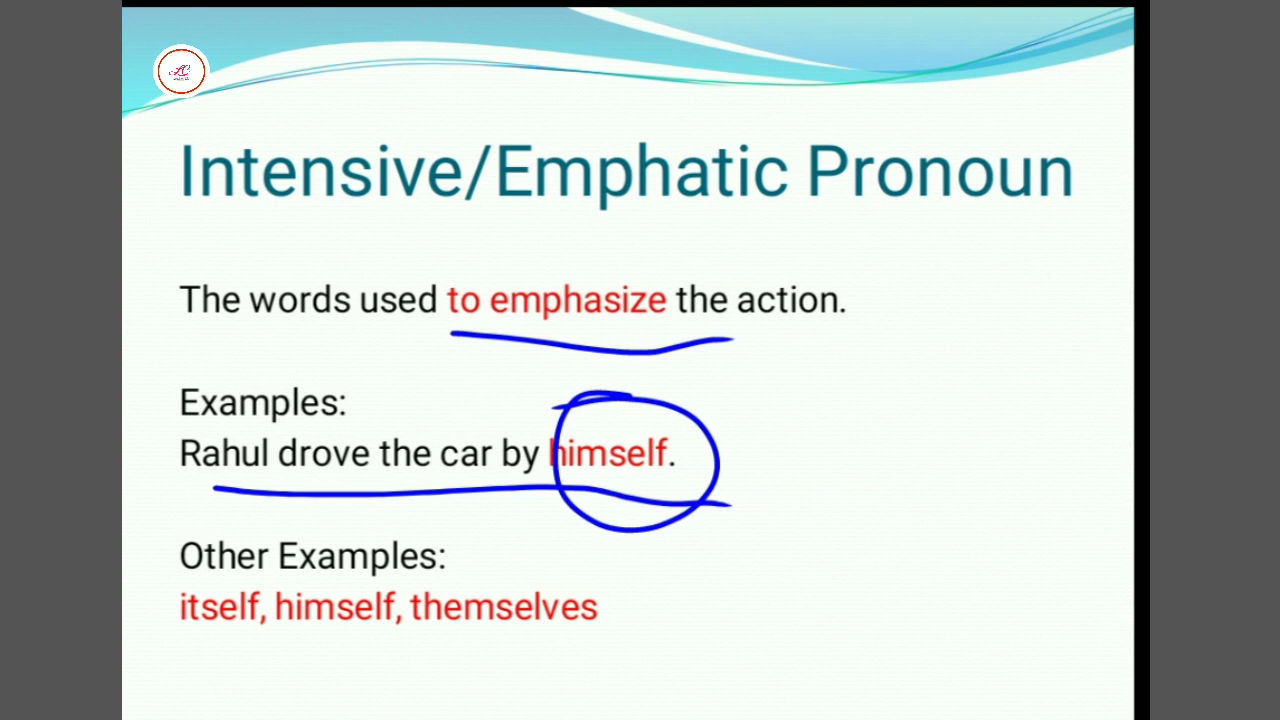 Intensive/Emphatic Pronoun
The words used to emphasize the action.
Examples:
Rahul drove the car by himself.
Other Examples:
itself, himself, themselves